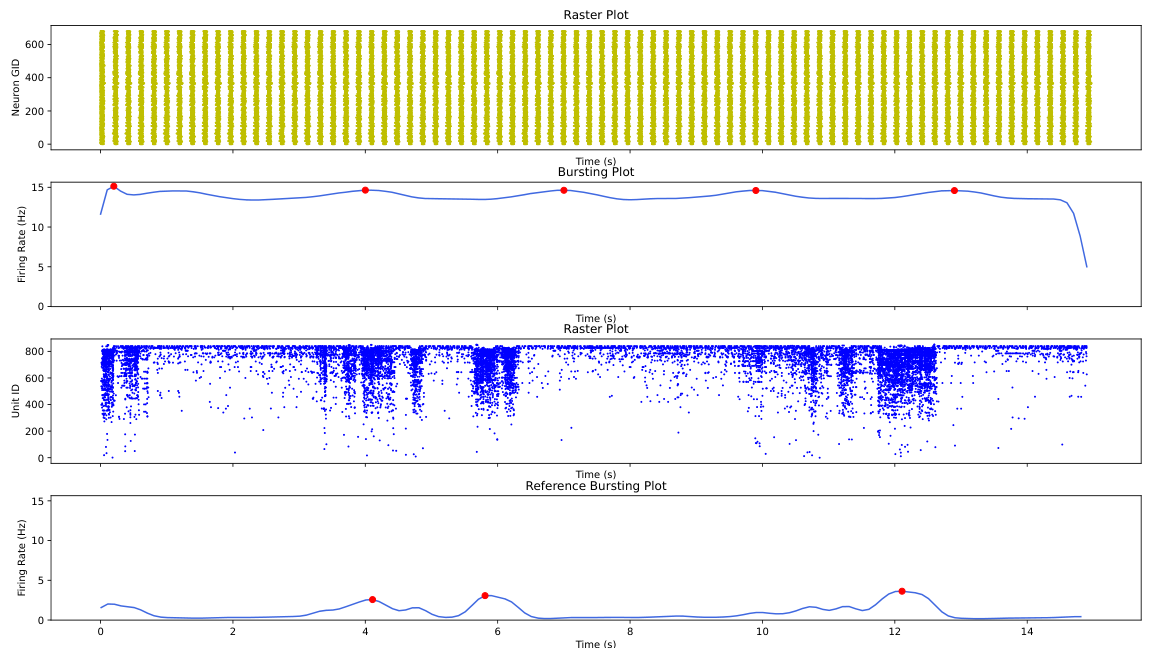 Raster Plot
Neuron GID
600
400
200
0
Time (s)
Bursting Plot
Firing Rate (Hz)
15
10
5
0
Time (s)
Raster Plot
Unit ID
800
600
400
200
0
Time (s)
Reference Bursting Plot
Firing Rate (Hz)
15
10
5
0
0 2 4 6 8 10 12 14
Time (s)